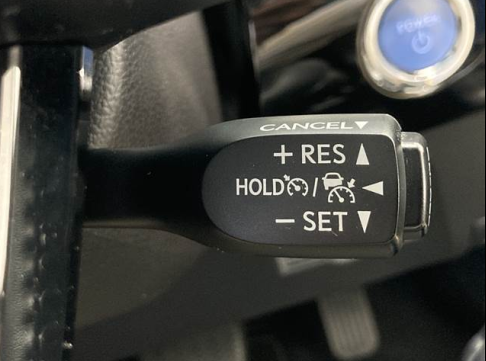 POWER
CANCEL▼
+ RES ▲
HOLD / ◀
− SET ▼